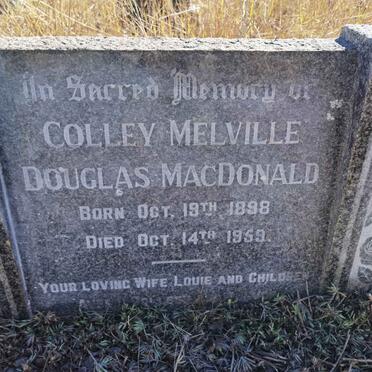 In Sacred Memory of
COLLEY MELVILLE
DOUGLAS MACDONALD
BORN OCT. 19TH 1898
DIED OCT. 14TH 1959.
YOUR LOVING WIFE LOUIE AND CHILDREN